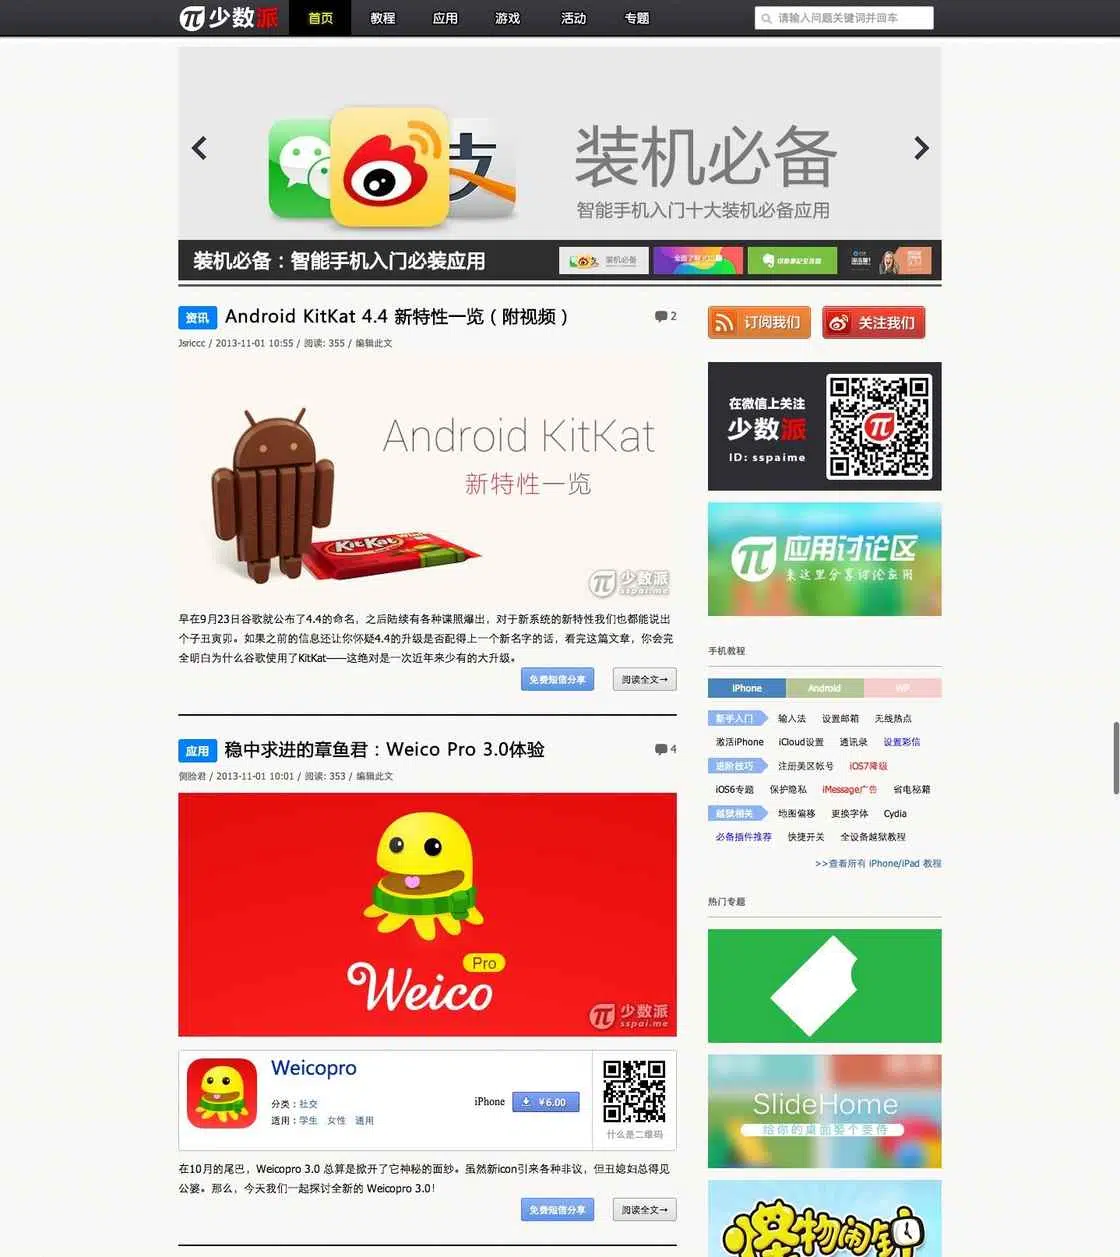 少数派
首页
教程
应用
游戏
活动
专题
请输入问题关键词并回车
装机必备
智能手机入门十大装机必备应用
装机必备：智能手机入门必装应用
装机必备
资讯
Android KitKat 4.4 新特性一览（附视频）
2
Jsriccc / 2013-11-01 10:55 / 阅读: 355 / 编辑此文
Android KitKat
新特性一览
KitKat
少数派
sspai.me
早在9月23日谷歌就公布了4.4的命名，之后陆续有各种谍照爆出，对于新系统的新特性我们也都能说出
个子丑寅卯。如果之前的信息还让你怀疑4.4的升级是否配得上一个新名字的话，看完这篇文章，你会完
全明白为什么谷歌使用了KitKat——这绝对是一次近年来少有的大升级。
免费短信分享
阅读全文→
应用
稳中求进的章鱼君：Weico Pro 3.0体验
4
侧脸君 / 2013-11-01 10:01 / 阅读: 353 / 编辑此文
Pro
Weico
少数派
sspai.me
Weicopro
分类：社交
适用：学生 女性 通用
iPhone
¥6.00
什么是二维码
在10月的尾巴，Weicopro 3.0 总算是掀开了它神秘的面纱。虽然新icon引来各种非议，但丑媳妇总得见
公婆。那么，今天我们一起探讨全新的 Weicopro 3.0！
免费短信分享
阅读全文→
订阅我们
关注我们
在微信上关注
少数派
ID: sspaime
应用讨论区
来这里分享讨论应用
手机教程
iPhone
Android
WP
新手入门 输入法 设置邮箱 无线热点
激活iPhone iCloud设置 通讯录 设置彩信
进阶技巧 注册美区帐号 iOS7降级
iOS6专题 保护隐私 iMessage广告 省电秘籍
越狱相关 地图偏移 更换字体 Cydia
必备插件推荐 快捷开关 全设备越狱教程
>>查看所有 iPhone/iPad 教程
热门专题
SlideHome
给你的桌面装个要侍
怪物闹钟